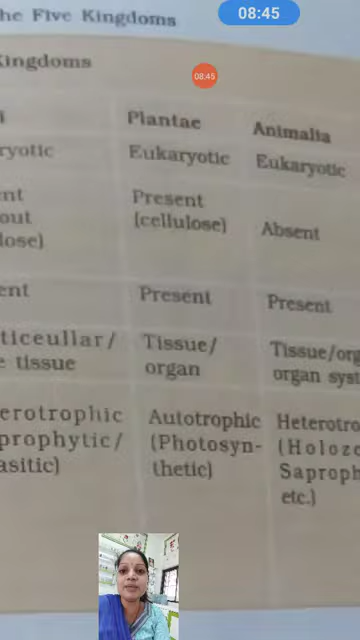 he Five Kingdoms
08:45
Kingdoms
08:45
Plantae
Animalia
ryotic
Eukaryotic
Eukaryotic
ent
out
lose)
Present
(cellulose)
Absent
ent
Present
Present
ticeullar/
e tissue
Tissue/
organ
Tissue/org
organ syst
erotrophic
prophytic/
asitic)
Autotrophic
(Photosyn-
thetic)
Heterotro
(Holozo
Saproph
etc.)